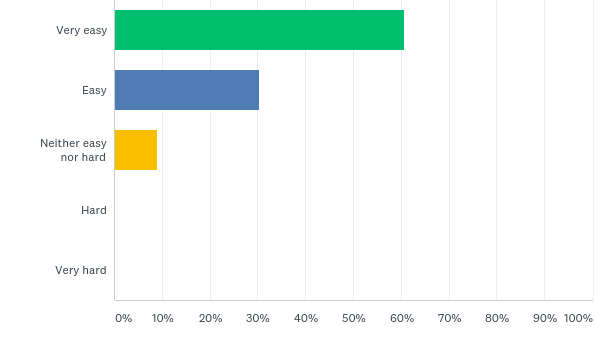 Very easy
Easy
Neither easy
nor hard
Hard
Very hard
0% 10% 20% 30% 40% 50% 60% 70% 80% 90% 100%